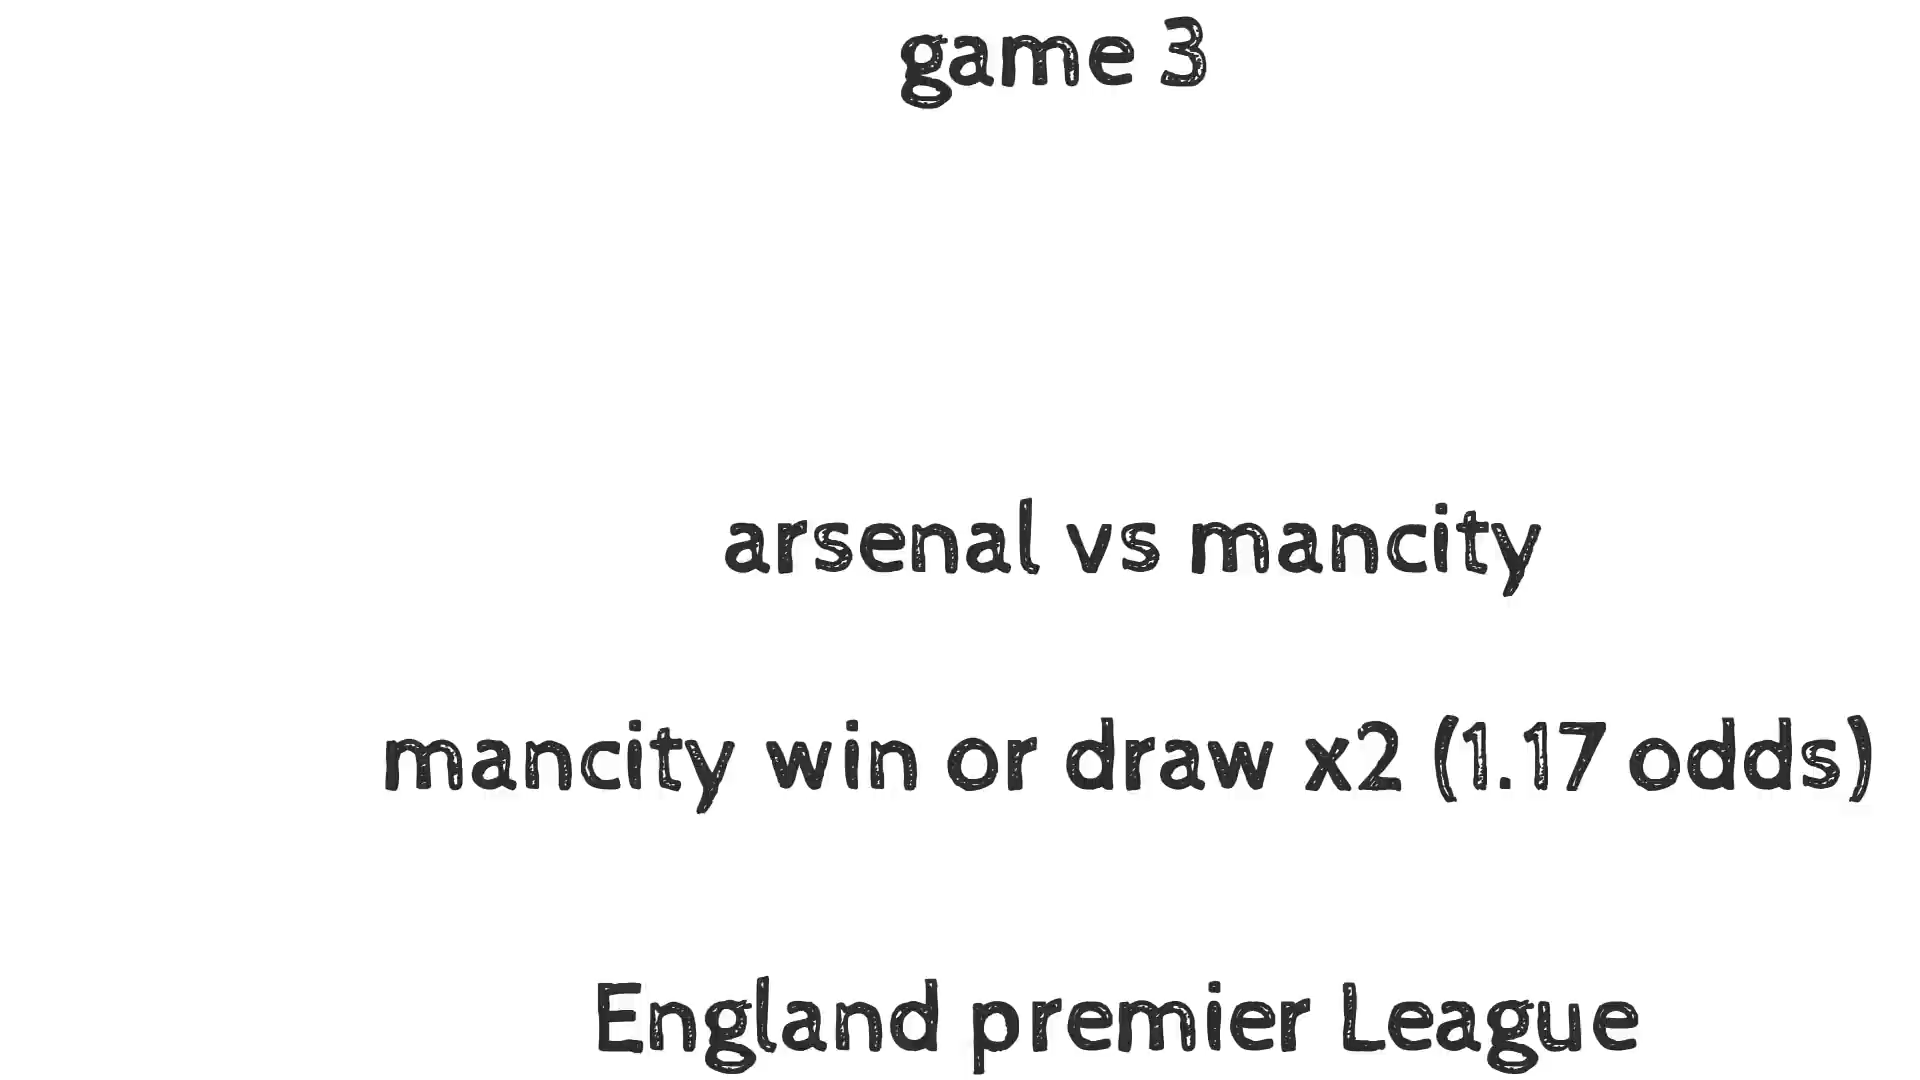 game 3
arsenal vs mancity
mancity win or draw x2 (1.17 odds)
England premier League